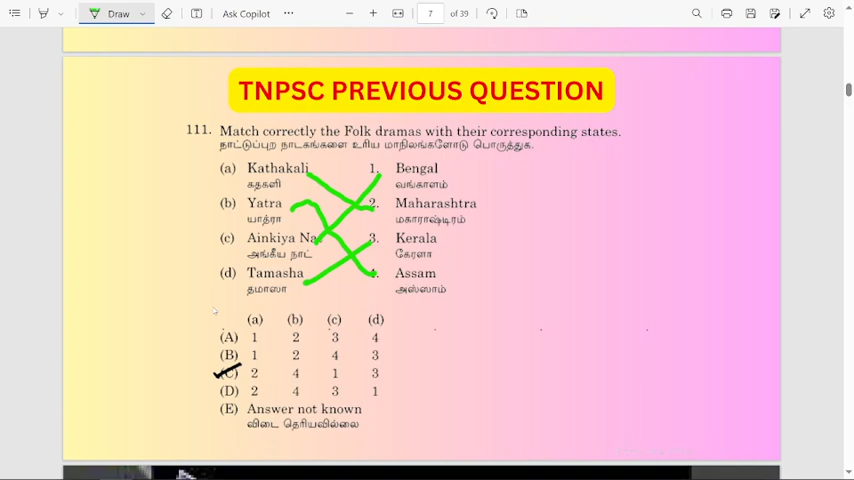 Draw
Ask Copilot
7 of 39
TNPSC PREVIOUS QUESTION
111. Match correctly the Folk dramas with their corresponding states.
நாட்டுப்புற நாடகங்களை உரிய மாநிலங்களோடு பொருத்துக.
(a) Kathakali 1. Bengal
கதகளி வங்காளம்
(b) Yatra 2. Maharashtra
யாத்ரா மகாராஷ்டிரம்
(c) Ainkiya 3. Kerala
அங்கீய நாட் கேரளா
(d) Tamasha 4. Assam
தமாஸா அஸ்ஸாம்
(a) (b) (c) (d)
(A) 1 2 3 4
(B) 1 2 4 3
(C) 2 4 1 3
(D) 2 4 3 1
(E) Answer not known
விடை தெரியவில்லை